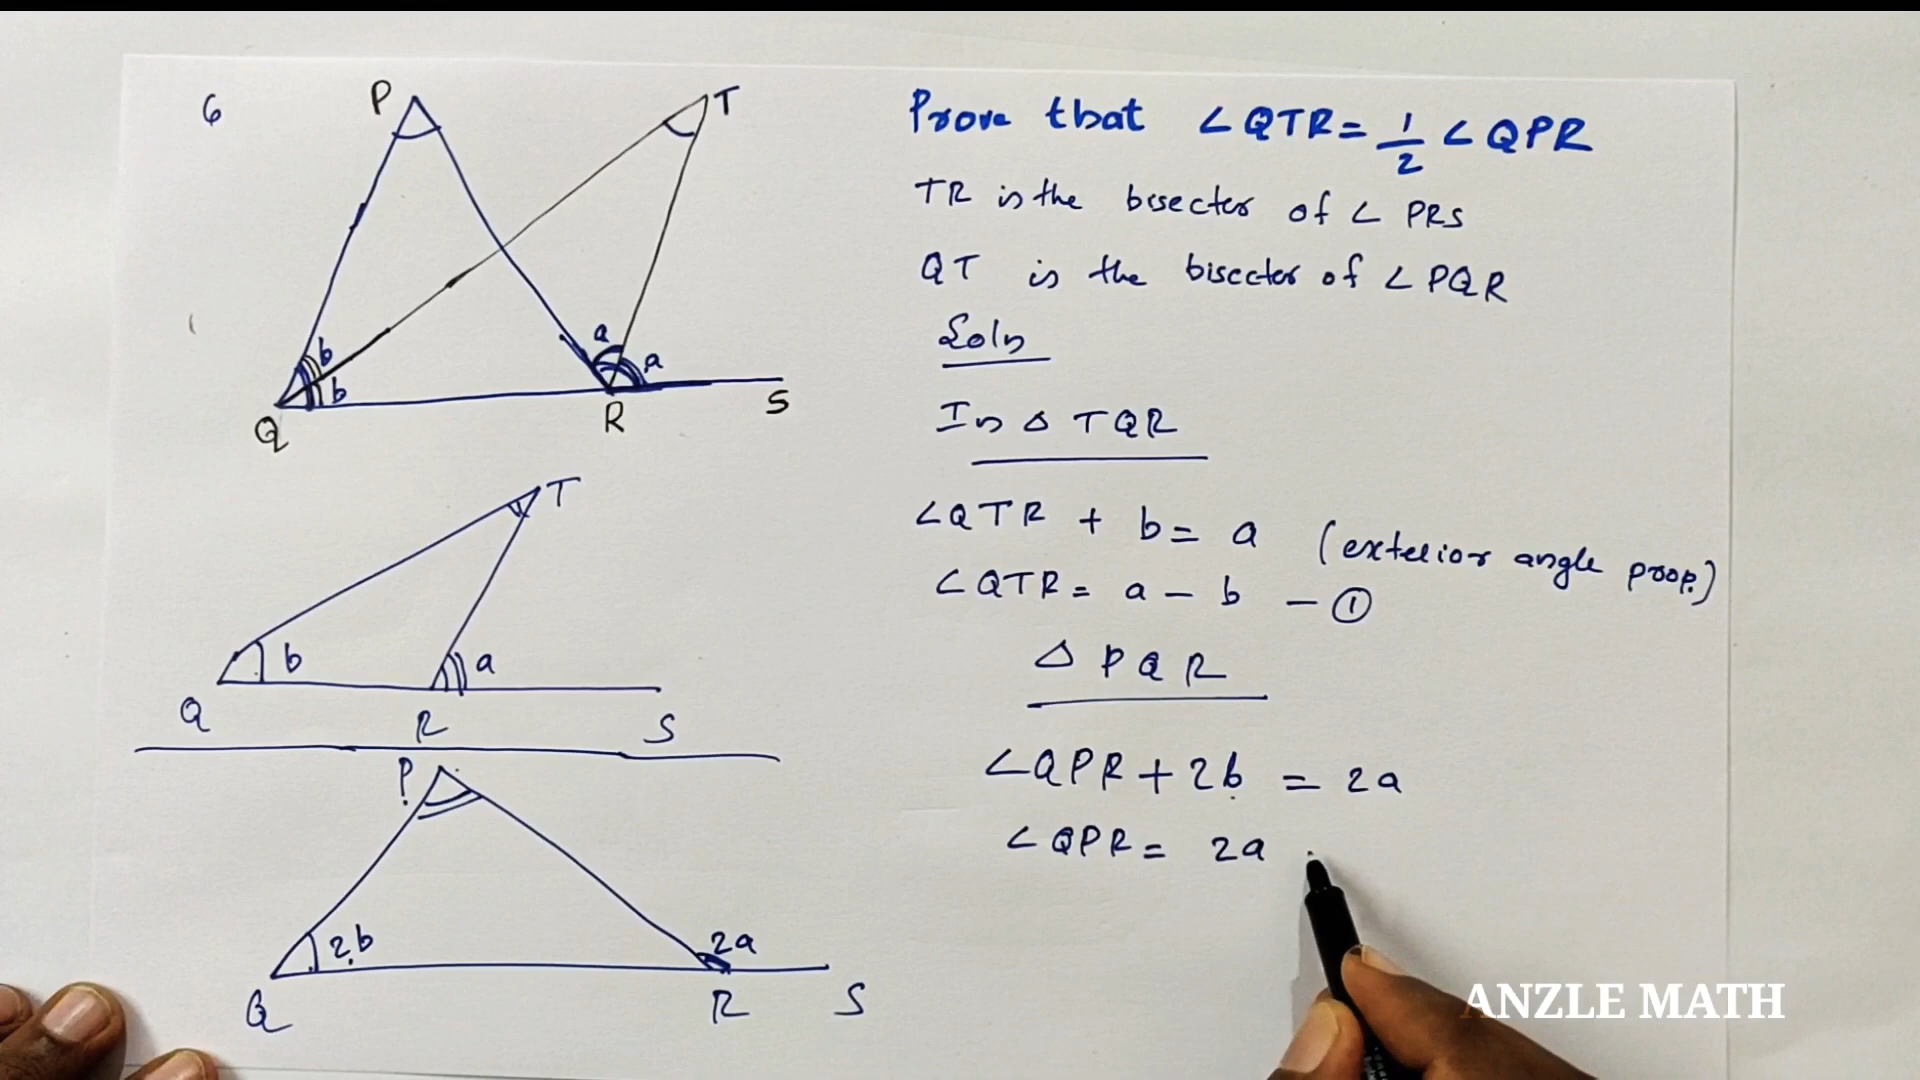 6
P
T
a
b
a
b
Q
R
S
T
b
a
Q
R
S
P
2b
2a
Q
R
S
Prove that ∠QTR = 1/2 ∠QPR
TR is the bisector of ∠ PRS
QT is the bisector of ∠ PQR
Soln
In △ TQR
∠QTR + b = a (exterior angle prop.)
∠QTR = a - b - ①
△ PQR
∠QPR + 2b = 2a
∠QPR = 2a
ANZLE MATH